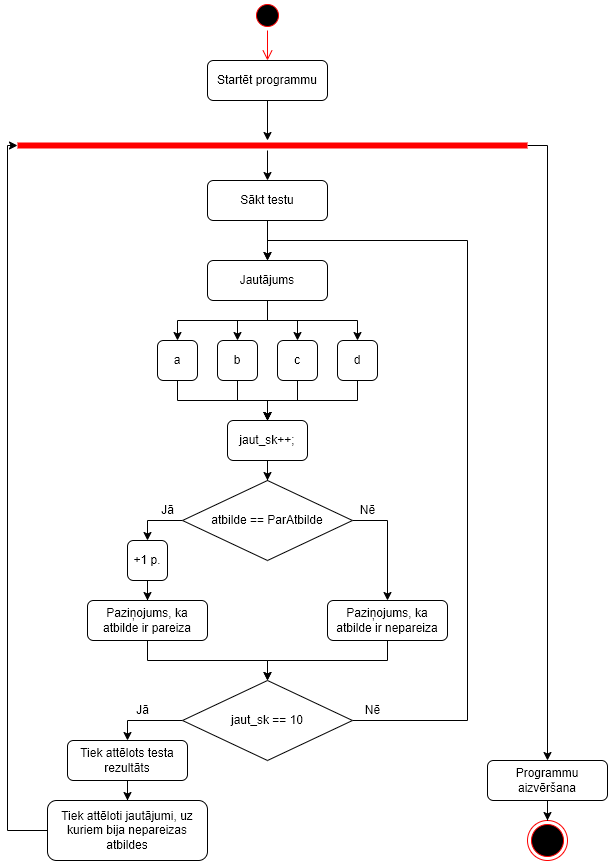 Startēt programmu
Sākt testu
Jautājums
a
b
c
d
jaut_sk++;
Jā
atbilde == ParAtbilde
Nē
+1 p.
Paziņojums, ka
atbilde ir pareiza
Paziņojums, ka
atbilde ir nepareiza
Jā
jaut_sk == 10
Nē
Tiek attēlots testa
rezultāts
Programmu
aizvēršana
Tiek attēloti jautājumi, uz
kuriem bija nepareizas
atbildes